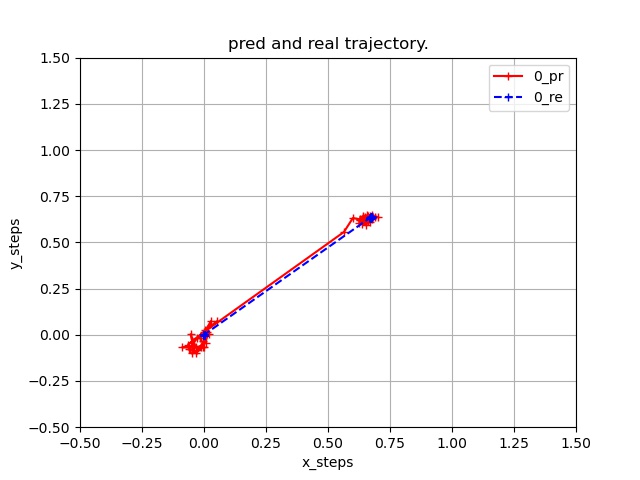 pred and real trajectory.
1.50
1.25
1.00
0.75
0.50
0.25
0.00
−0.25
−0.50
y_steps
0_pr
0_re
−0.50 −0.25 0.00 0.25 0.50 0.75 1.00 1.25 1.50
x_steps